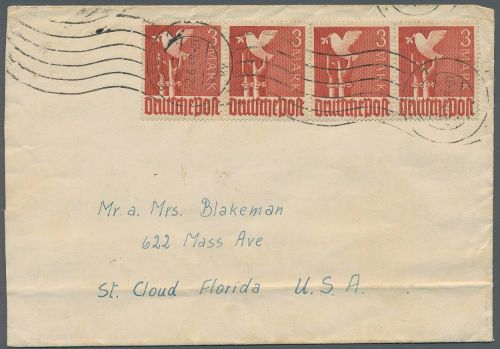 3 MARK 3 MARK 3 MARK 3 MARK
deutsche post deutsche post deutsche post deutsche post
Mr. a. Mrs. Blakeman
622 Mass Ave
St. Cloud Florida U. S. A.